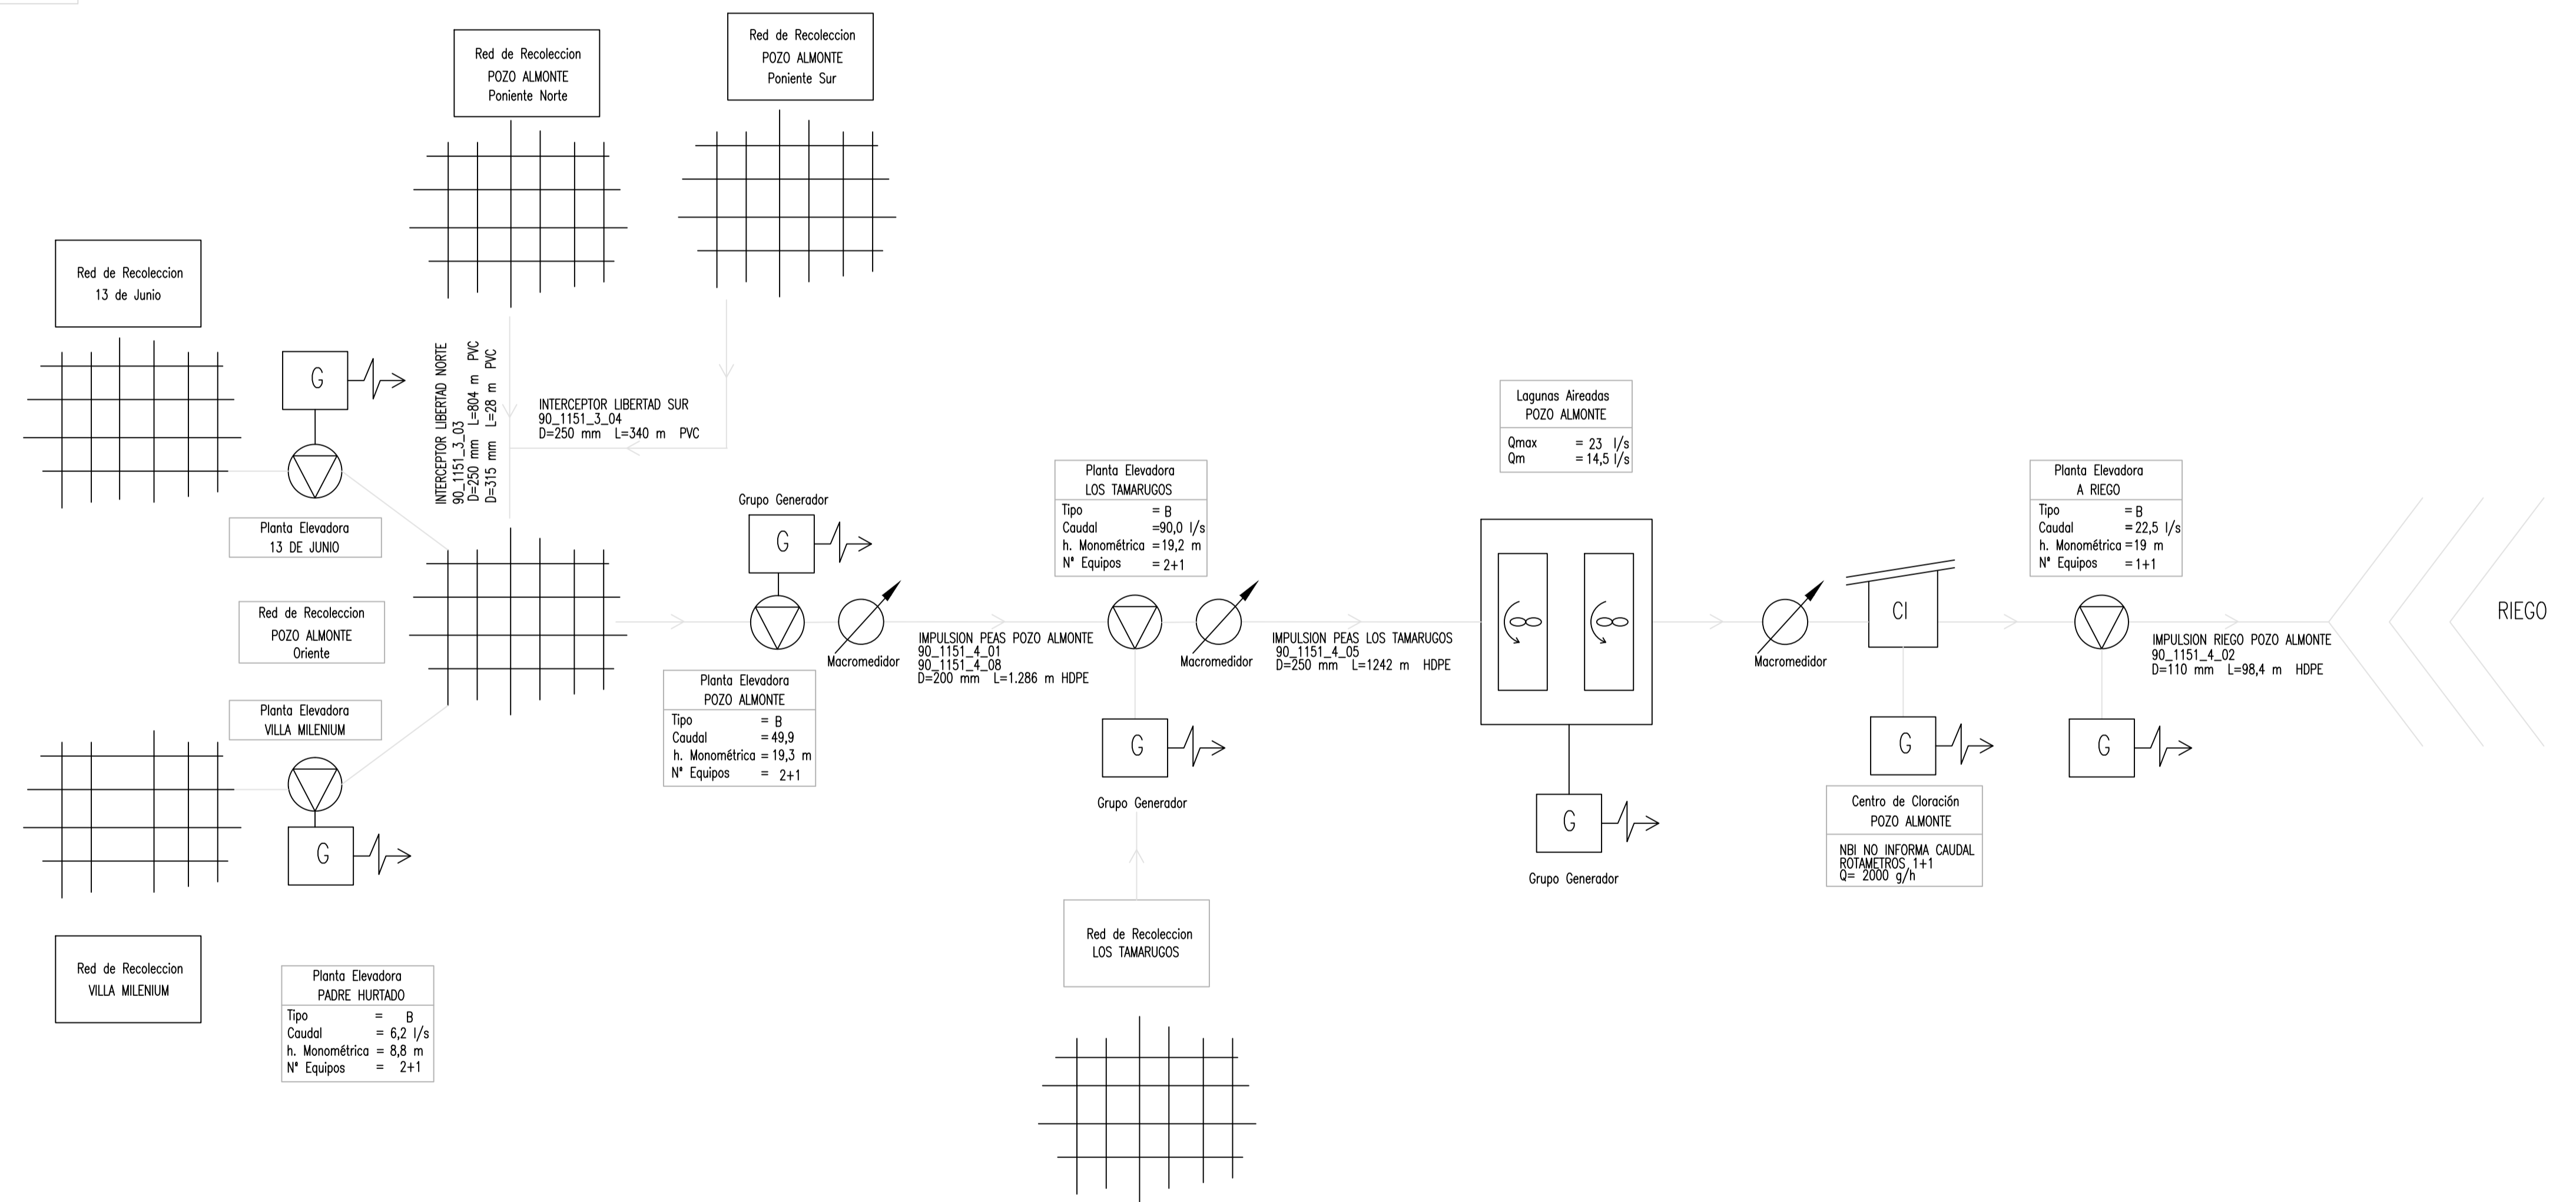 Red de Recoleccion
POZO ALMONTE
Poniente Norte
Red de Recoleccion
POZO ALMONTE
Poniente Sur
Red de Recoleccion
13 de Junio
G
INTERCEPTOR LIBERTAD NORTE
90_1151_3_03
D=250 mm L=804 m PVC
D=315 mm L=28 m PVC
INTERCEPTOR LIBERTAD SUR
90_1151_3_04
D=250 mm L=340 m PVC
Planta Elevadora
13 DE JUNIO
Red de Recoleccion
POZO ALMONTE
Oriente
Planta Elevadora
VILLA MILENIUM
G
Red de Recoleccion
VILLA MILENIUM
Planta Elevadora
PADRE HURTADO
Tipo = B
Caudal = 6,2 l/s
h. Monométrica = 8,8 m
N° Equipos = 2+1
Grupo Generador
G
Macromedidor
Planta Elevadora
POZO ALMONTE
Tipo = B
Caudal = 49,9
h. Monométrica = 19,3 m
N° Equipos = 2+1
IMPULSION PEAS POZO ALMONTE
90_1151_4_01
90_1151_4_08
D=200 mm L=1.286 m HDPE
Planta Elevadora
LOS TAMARUGOS
Tipo = B
Caudal =90,0 l/s
h. Monométrica =19,2 m
N° Equipos = 2+1
Macromedidor
G
Grupo Generador
Red de Recoleccion
LOS TAMARUGOS
IMPULSION PEAS LOS TAMARUGOS
90_1151_4_05
D=250 mm L=1242 m HDPE
Lagunas Aireadas
POZO ALMONTE
Qmax = 23 l/s
Qm = 14,5 l/s
G
Grupo Generador
Macromedidor
Cl
G
Centro de Cloración
POZO ALMONTE
NBI NO INFORMA CAUDAL
ROTAMETROS 1+1
Q= 2000 g/h
Planta Elevadora
A RIEGO
Tipo = B
Caudal = 22,5 l/s
h. Monométrica =19 m
N° Equipos = 1+1
G
IMPULSION RIEGO POZO ALMONTE
90_1151_4_02
D=110 mm L=98,4 m HDPE
RIEGO